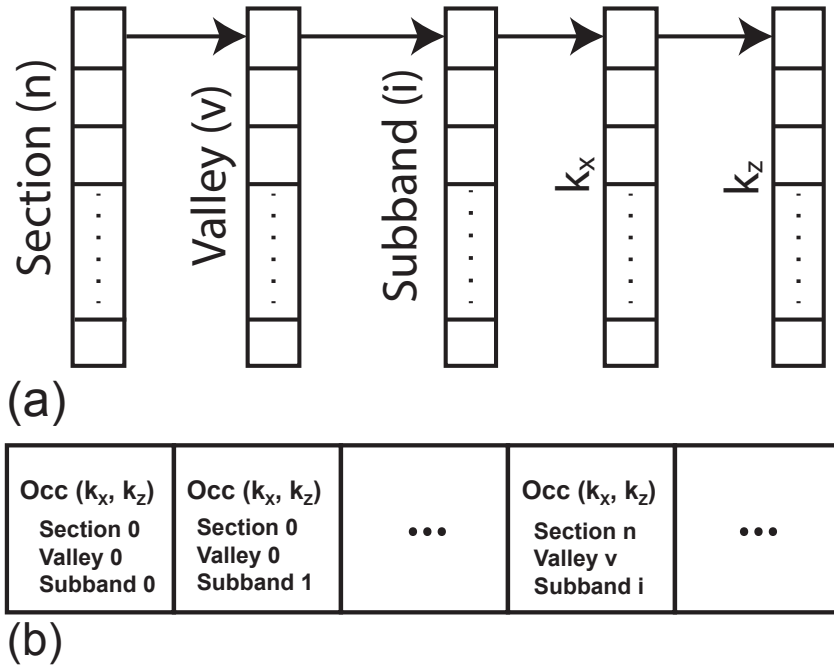 Section (n)
Valley (v)
Subband (i)
kx
kz
(a)
Occ (kx, kz)
Section 0
Valley 0
Subband 0
Occ (kx, kz)
Section 0
Valley 0
Subband 1
...
Occ (kx, kz)
Section n
Valley v
Subband i
...
(b)